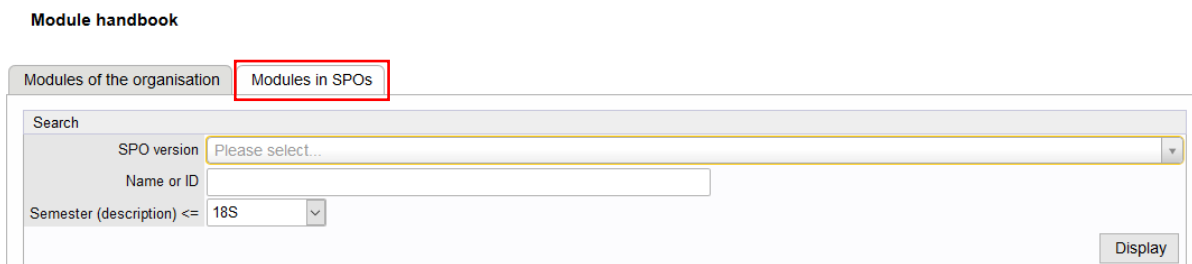 Module handbook
Modules of the organisation Modules in SPOs
Search
SPO version Please select...
Name or ID
Semester (description) <= 18S
Display